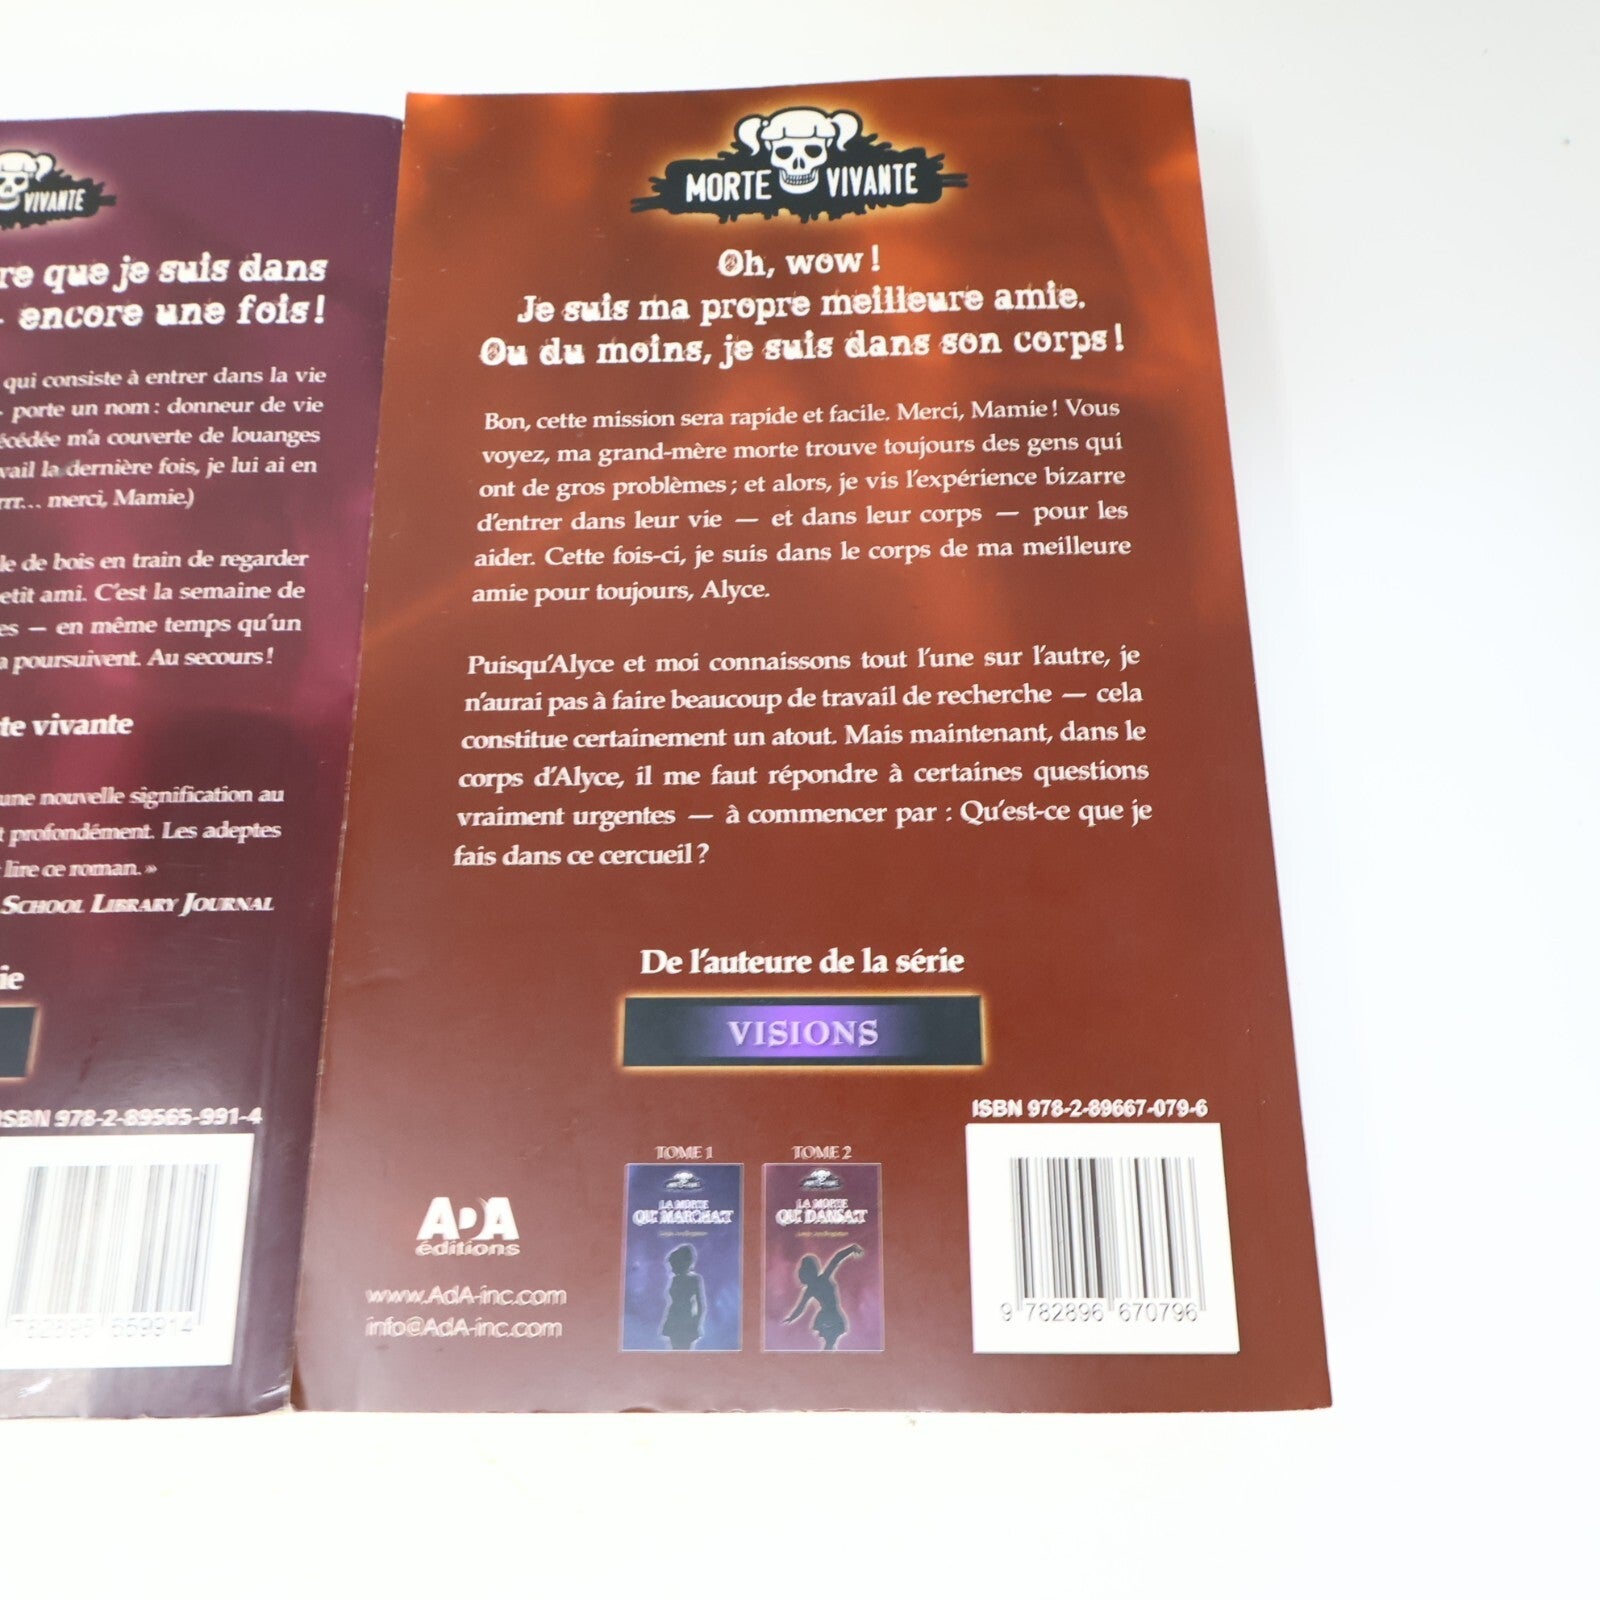 VIVANTE
re que je suis dans
- encore une fois !
qui consiste à entrer dans la vie
- porte un nom : donneur de vie
écédée m'a couverte de louanges
vail la dernière fois, je lui ai en
rrr… merci, Mamie.)
le de bois en train de regarder
etit ami. C'est la semaine de
es — en même temps qu'un
a poursuivent. Au secours !
te vivante
une nouvelle signification au
t profondément. Les adeptes
lire ce roman. »
SCHOOL LIBRARY JOURNAL
ie
ISBN 978-2-89565-991-4
782895 659914
MORTE VIVANTE
Oh, wow !
Je suis ma propre meilleure amie.
Ou du moins, je suis dans son corps !
Bon, cette mission sera rapide et facile. Merci, Mamie ! Vous
voyez, ma grand-mère morte trouve toujours des gens qui
ont de gros problèmes ; et alors, je vis l'expérience bizarre
d'entrer dans leur vie — et dans leur corps — pour les
aider. Cette fois-ci, je suis dans le corps de ma meilleure
amie pour toujours, Alyce.
Puisqu'Alyce et moi connaissons tout l'une sur l'autre, je
n'aurai pas à faire beaucoup de travail de recherche — cela
constitue certainement un atout. Mais maintenant, dans le
corps d'Alyce, il me faut répondre à certaines questions
vraiment urgentes — à commencer par : Qu'est-ce que je
fais dans ce cercueil ?
De l'auteure de la série
VISIONS
ISBN 978-2-89667-079-6
TOME 1
TOME 2
LA MORTE
QUI MARCHAIT
LA MORTE
QUI DANSAIT
AdA
éditions
www.AdA-inc.com
info@AdA-inc.com
9 782896 670796